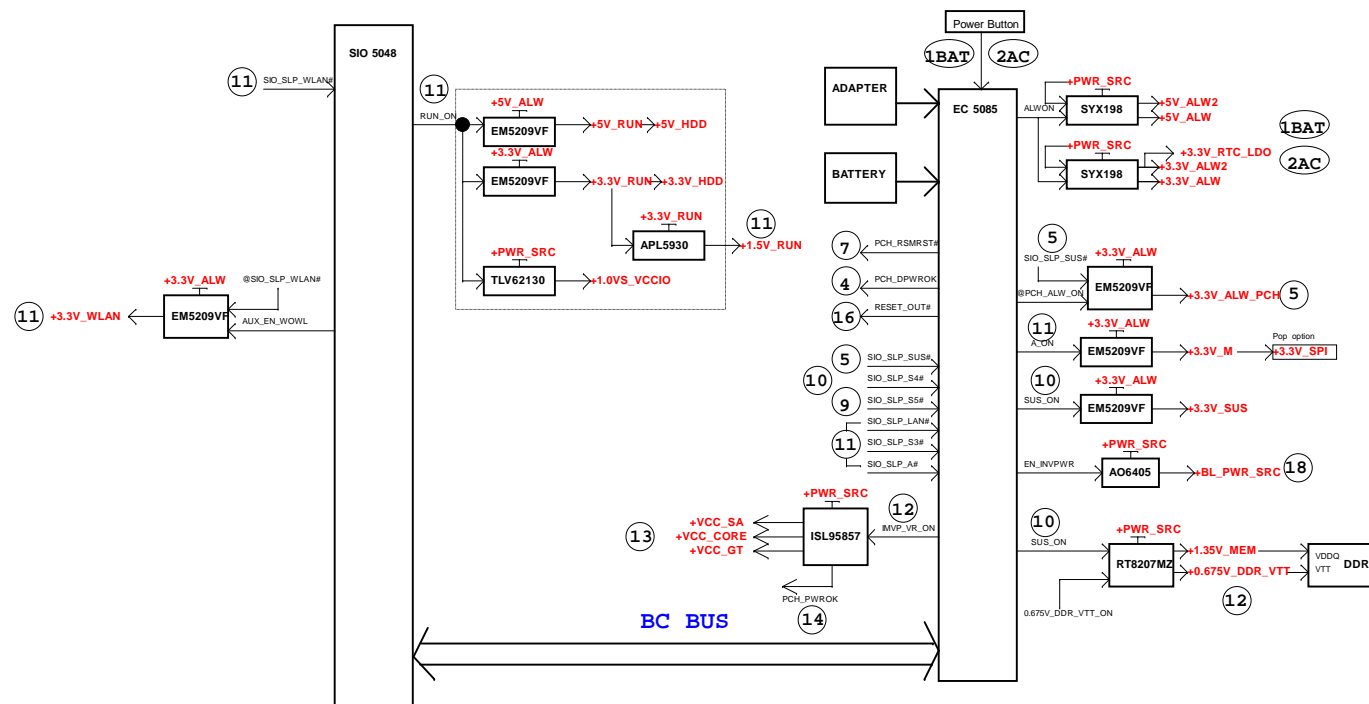 Power Button
1BAT
2AC
SIO 5048
11
SIO_SLP_WLAN#
11
RUN_ON
+5V_ALW
EM5209VF
+5V_RUN
+5V_HDD
+3.3V_ALW
EM5209VF
+3.3V_RUN
+3.3V_HDD
+3.3V_RUN
APL5930
11
+1.5V_RUN
+PWR_SRC
TLV62130
+1.0VS_VCCIO
+3.3V_ALW
@SIO_SLP_WLAN#
11
+3.3V_WLAN
EM5209VF
AUX_EN_WOWL
ADAPTER
BATTERY
EC 5085
ALWON
+PWR_SRC
SYX198
+5V_ALW2
+5V_ALW
1BAT
+PWR_SRC
SYX198
+3.3V_RTC_LDO
+3.3V_ALW2
+3.3V_ALW
2AC
7
PCH_RSMRST#
4
PCH_DPWROK
16
RESET_OUT#
5
SIO_SLP_SUS#
10
SIO_SLP_S4#
9
SIO_SLP_S5#
SIO_SLP_LAN#
11
SIO_SLP_S3#
SIO_SLP_A#
5
SIO_SLP_SUS#
+3.3V_ALW
EM5209VF
@PCH_ALW_ON
+3.3V_ALW_PCH
5
11
A_ON
+3.3V_ALW
EM5209VF
+3.3V_M
Pop option
+3.3V_SPI
10
SUS_ON
+3.3V_ALW
EM5209VF
+3.3V_SUS
EN_INVPWR
+PWR_SRC
AO6405
+BL_PWR_SRC
18
+PWR_SRC
12
IMVP_VR_ON
ISL95857
13
+VCC_SA
+VCC_CORE
+VCC_GT
PCH_PWROK
14
10
SUS_ON
+PWR_SRC
RT8207MZ
+1.35V_MEM
+0.675V_DDR_VTT
12
VDDQ
VTT
DDR
0.675V_DDR_VTT_ON
BC BUS